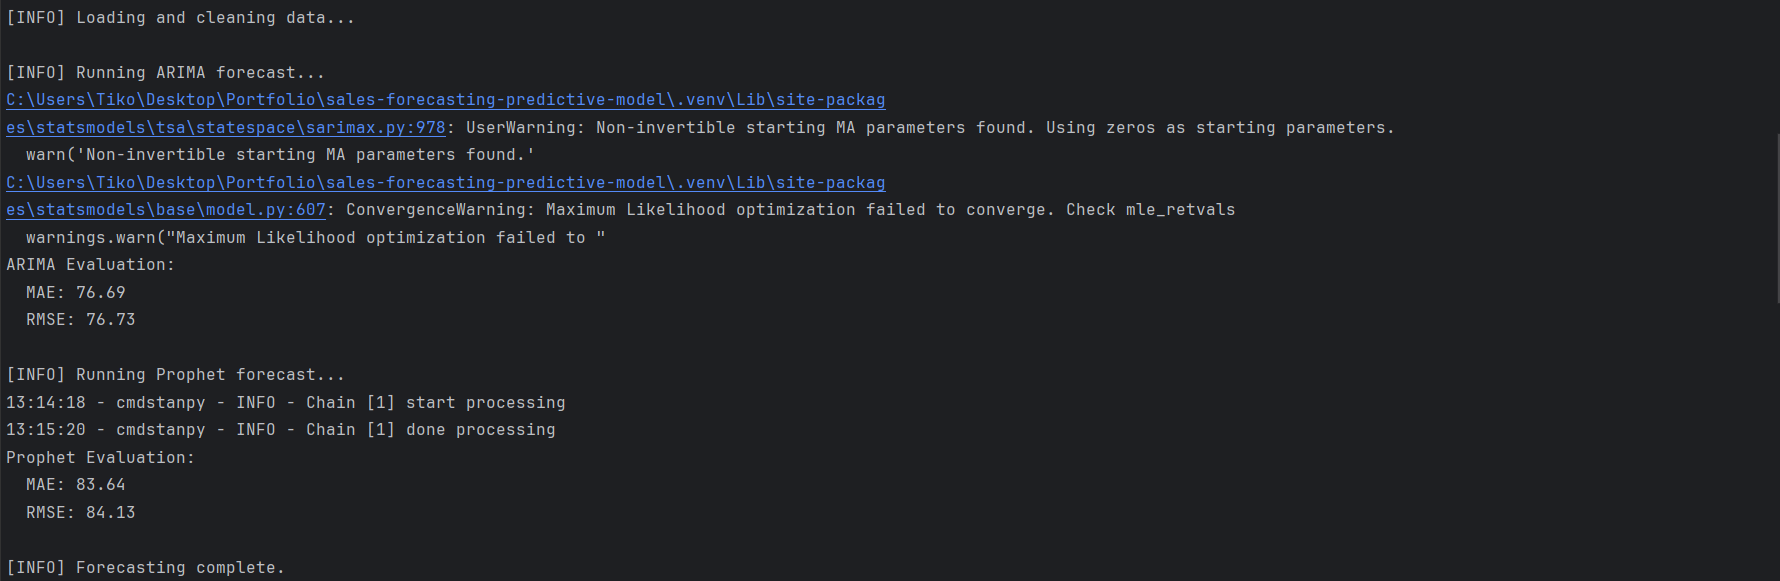 [INFO] Loading and cleaning data...
[INFO] Running ARIMA forecast...
C:\Users\Tiko\Desktop\Portfolio\sales-forecasting-predictive-model\.venv\Lib\site-packag
es\statsmodels\tsa\statespace\sarimax.py:978: UserWarning: Non-invertible starting MA parameters found. Using zeros as starting parameters.
  warn('Non-invertible starting MA parameters found.'
C:\Users\Tiko\Desktop\Portfolio\sales-forecasting-predictive-model\.venv\Lib\site-packag
es\statsmodels\base\model.py:607: ConvergenceWarning: Maximum Likelihood optimization failed to converge. Check mle_retvals
  warnings.warn("Maximum Likelihood optimization failed to "
ARIMA Evaluation:
  MAE: 76.69
  RMSE: 76.73
[INFO] Running Prophet forecast...
13:14:18 - cmdstanpy - INFO - Chain [1] start processing
13:15:20 - cmdstanpy - INFO - Chain [1] done processing
Prophet Evaluation:
  MAE: 83.64
  RMSE: 84.13
[INFO] Forecasting complete.